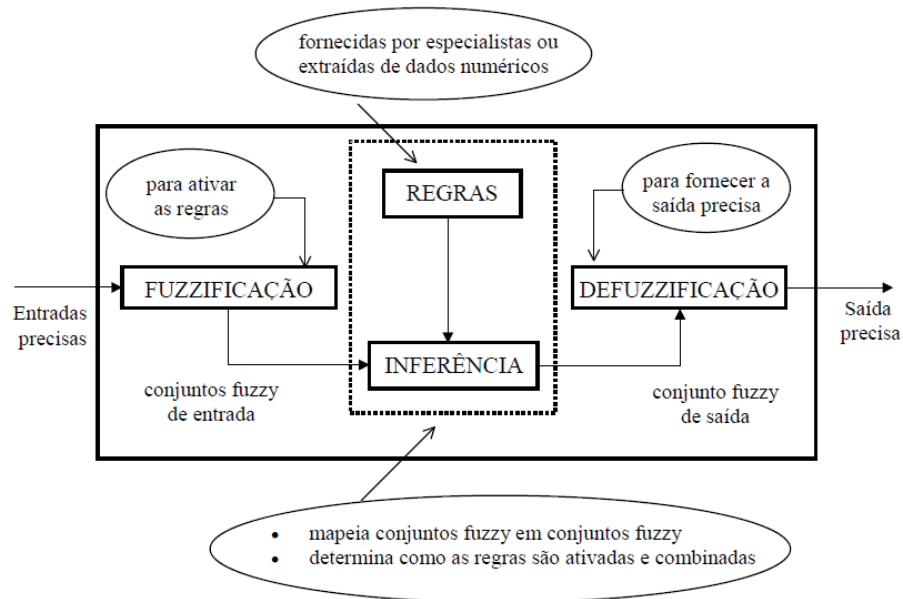 fornecidas por especialistas ou
extraídas de dados numéricos
para ativar
as regras
REGRAS
para fornecer a
saída precisa
FUZZIFICAÇÃO
DEFUZZIFICAÇÃO
Entradas
precisas
Saída
precisa
INFERÊNCIA
conjuntos fuzzy
de entrada
conjunto fuzzy
de saída
• mapeia conjuntos fuzzy em conjuntos fuzzy
• determina como as regras são ativadas e combinadas